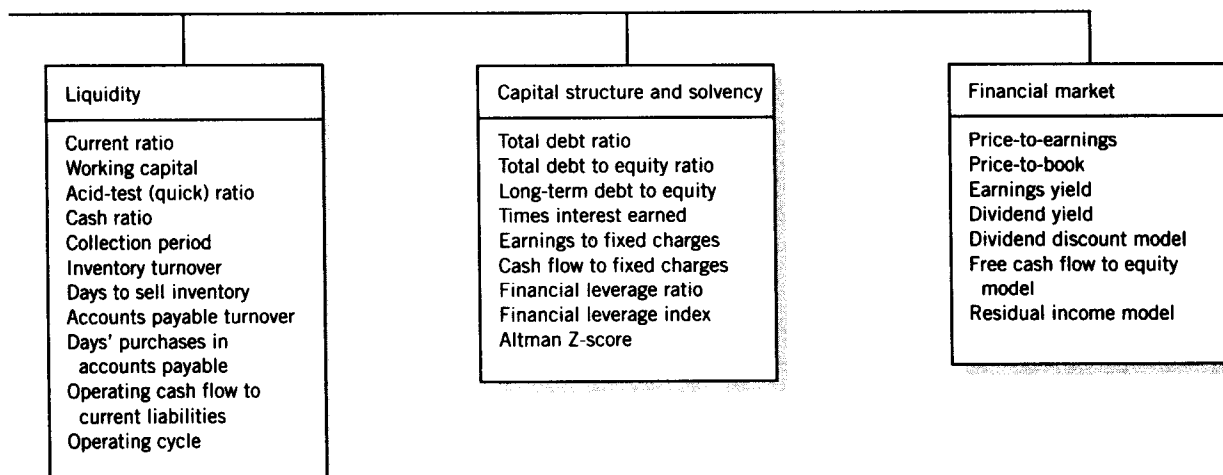 Liquidity
Current ratio
Working capital
Acid-test (quick) ratio
Cash ratio
Collection period
Inventory turnover
Days to sell inventory
Accounts payable turnover
Days' purchases in
accounts payable
Operating cash flow to
current liabilities
Operating cycle
Capital structure and solvency
Total debt ratio
Total debt to equity ratio
Long-term debt to equity
Times interest earned
Earnings to fixed charges
Cash flow to fixed charges
Financial leverage ratio
Financial leverage index
Altman Z-score
Financial market
Price-to-earnings
Price-to-book
Earnings yield
Dividend yield
Dividend discount model
Free cash flow to equity
model
Residual income model